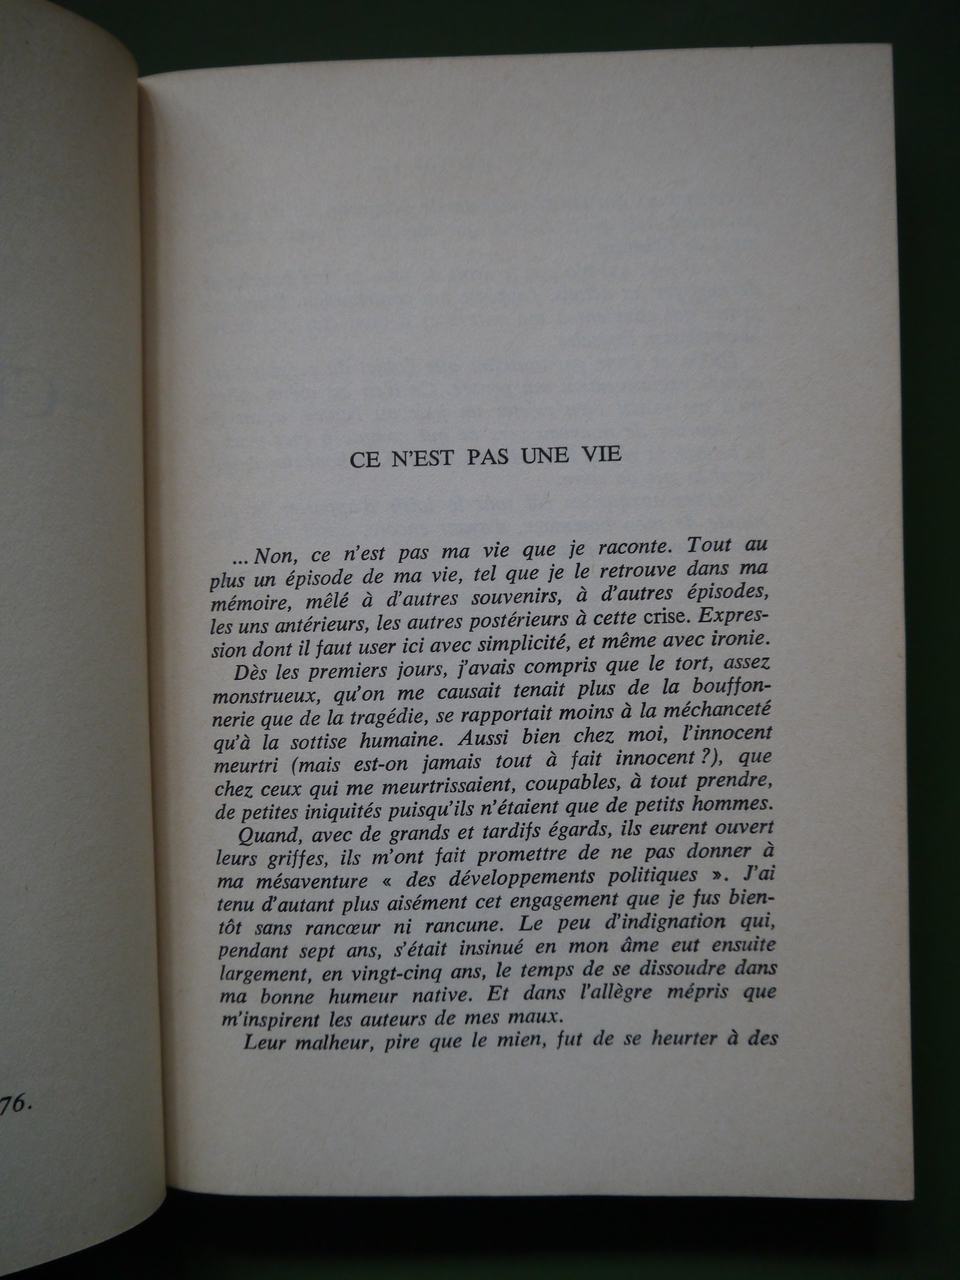 76.
CE N'EST PAS UNE VIE
... Non, ce n'est pas ma vie que je raconte. Tout au
plus un épisode de ma vie, tel que je le retrouve dans ma
mémoire, mêlé à d'autres souvenirs, à d'autres épisodes,
les uns antérieurs, les autres postérieurs à cette crise. Expres-
sion dont il faut user ici avec simplicité, et même avec ironie.
Dès les premiers jours, j'avais compris que le tort, assez
monstrueux, qu'on me causait tenait plus de la bouffon-
nerie que de la tragédie, se rapportait moins à la méchanceté
qu'à la sottise humaine. Aussi bien chez moi, l'innocent
meurtri (mais est-on jamais tout à fait innocent ?), que
chez ceux qui me meurtrissaient, coupables, à tout prendre,
de petites iniquités puisqu'ils n'étaient que de petits hommes.
Quand, avec de grands et tardifs égards, ils eurent ouvert
leurs griffes, ils m'ont fait promettre de ne pas donner à
ma mésaventure « des développements politiques ». J'ai
tenu d'autant plus aisément cet engagement que je fus bien-
tôt sans rancœur ni rancune. Le peu d'indignation qui,
pendant sept ans, s'était insinué en mon âme eut ensuite
largement, en vingt-cinq ans, le temps de se dissoudre dans
ma bonne humeur native. Et dans l'allègre mépris que
m'inspirent les auteurs de mes maux.
Leur malheur, pire que le mien, fut de se heurter à des